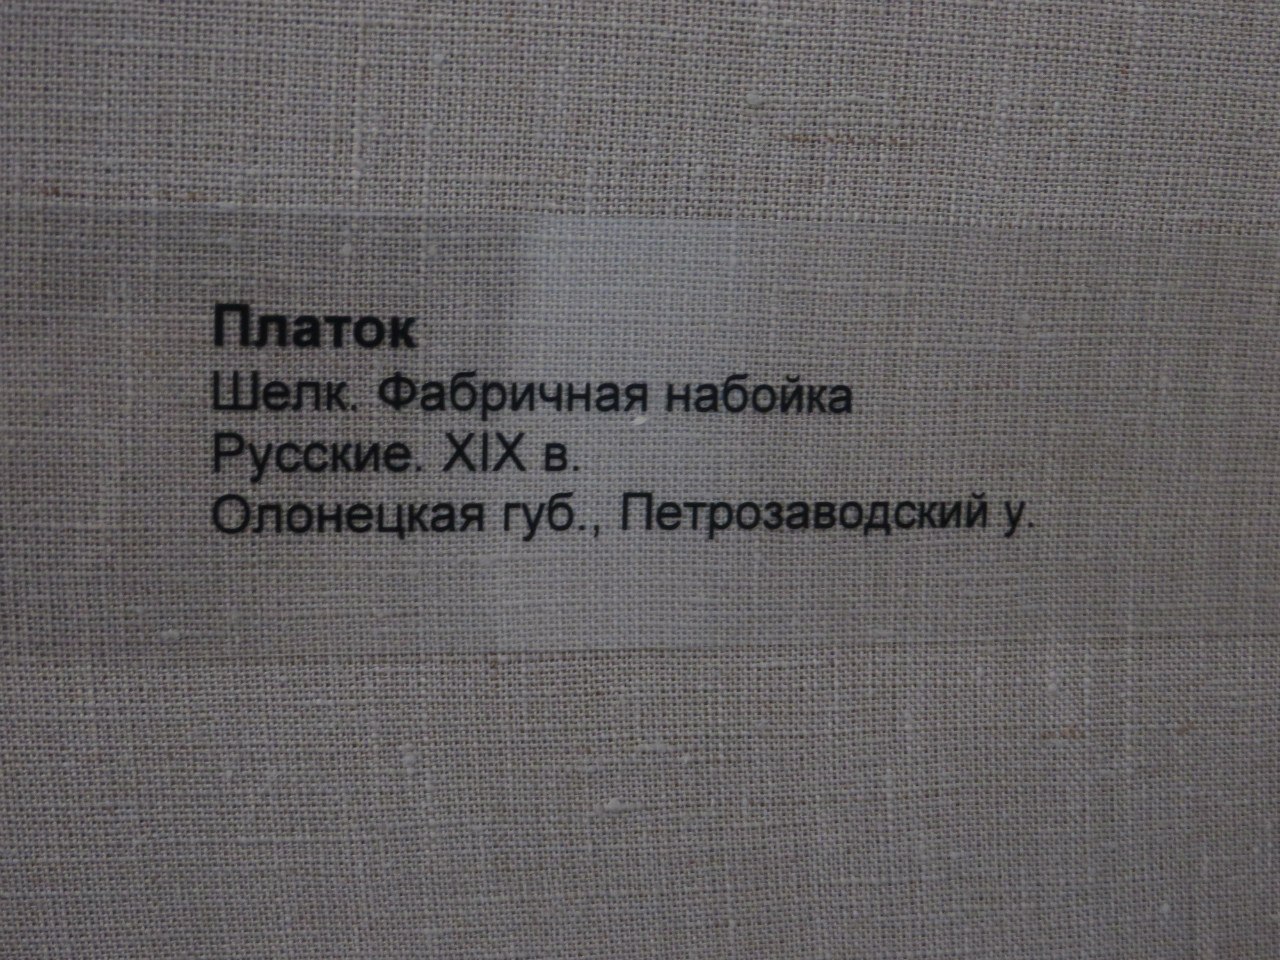 Платок
Шелк. Фабричная набойка
Русские. XIX в.
Олонецкая губ., Петрозаводский у.